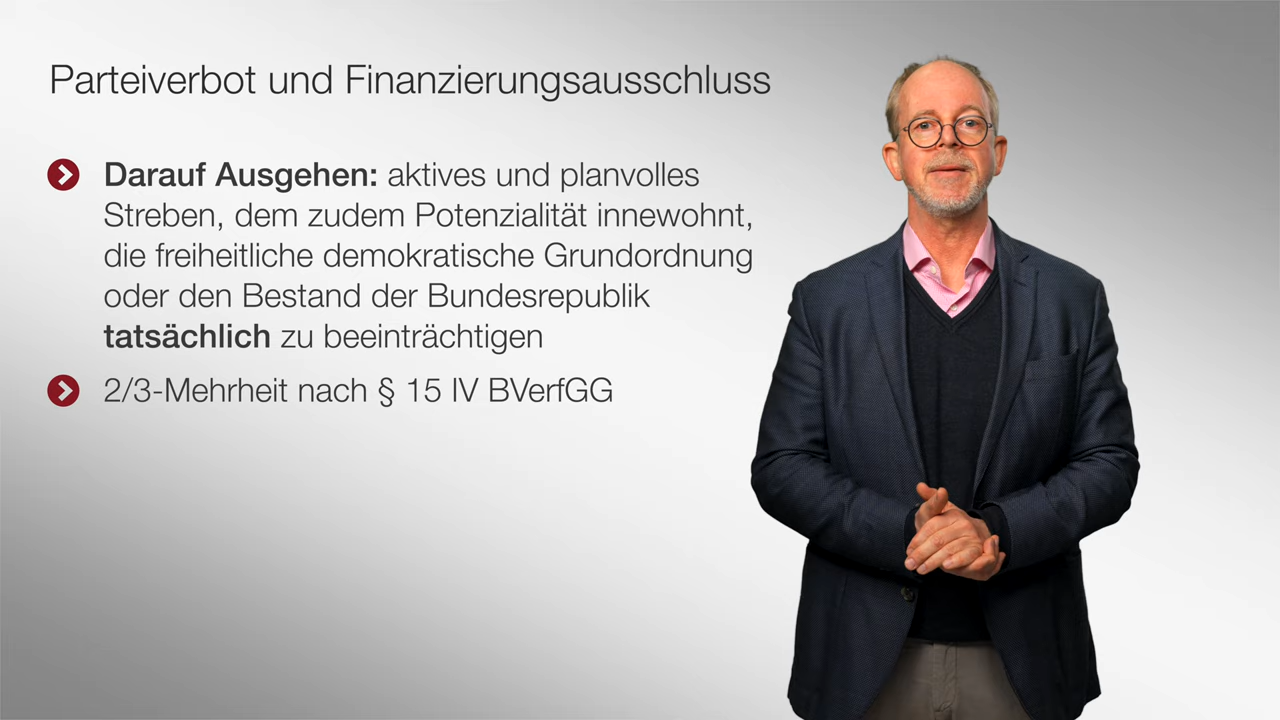 Parteiverbot und Finanzierungsausschluss
Darauf Ausgehen: aktives und planvolles
Streben, dem zudem Potenzialität innewohnt,
die freiheitliche demokratische Grundordnung
oder den Bestand der Bundesrepublik
tatsächlich zu beeinträchtigen
2/3-Mehrheit nach § 15 IV BVerfGG